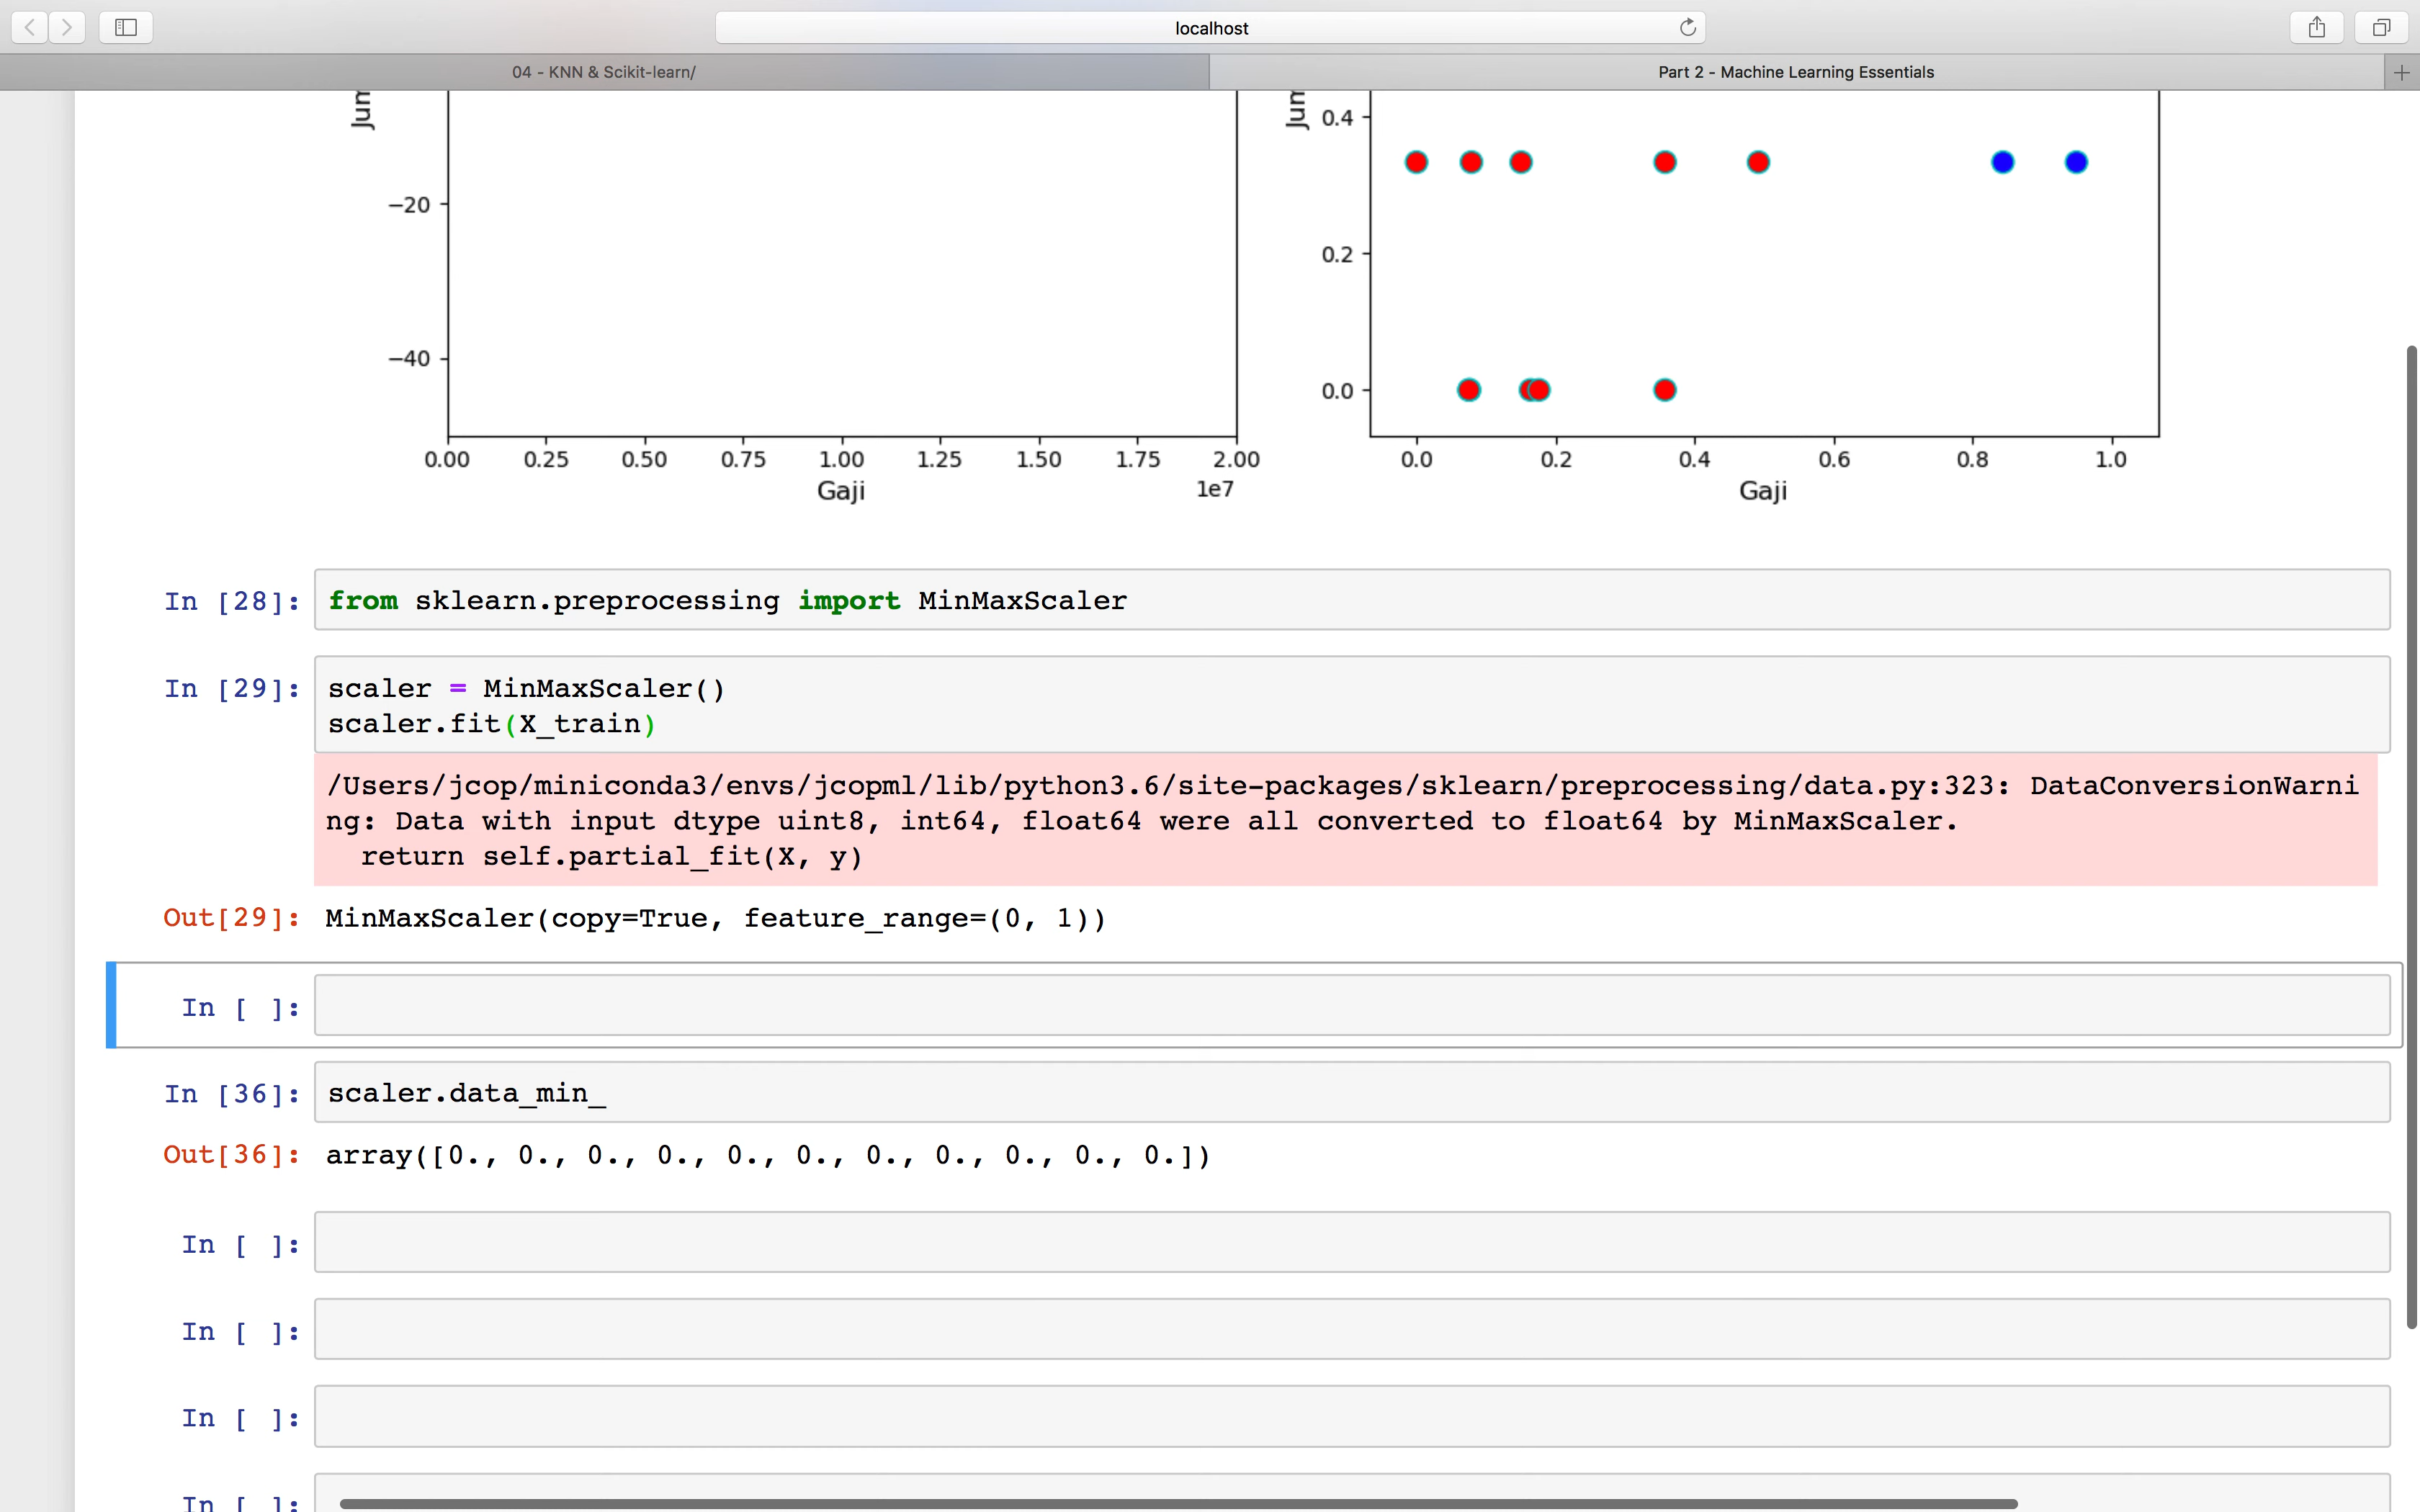 localhost
04 - KNN & Scikit-learn/
Part 2 - Machine Learning Essentials
−20
−40
0.00 0.25 0.50 0.75 1.00 1.25 1.50 1.75 2.00
1e7
Gaji
0.4
0.2
0.0
0.0 0.2 0.4 0.6 0.8 1.0
Gaji
In [28]: from sklearn.preprocessing import MinMaxScaler
In [29]: scaler = MinMaxScaler()
scaler.fit(X_train)
/Users/jcop/miniconda3/envs/jcopml/lib/python3.6/site-packages/sklearn/preprocessing/data.py:323: DataConversionWarni
ng: Data with input dtype uint8, int64, float64 were all converted to float64 by MinMaxScaler.
return self.partial_fit(X, y)
Out[29]: MinMaxScaler(copy=True, feature_range=(0, 1))
In [ ]:
In [36]: scaler.data_min_
Out[36]: array([0., 0., 0., 0., 0., 0., 0., 0., 0., 0., 0.])
In [ ]:
In [ ]:
In [ ]:
In [ ]: